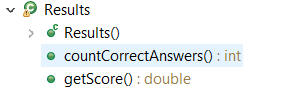 Results
Results()
countCorrectAnswers() : int
getScore() : double